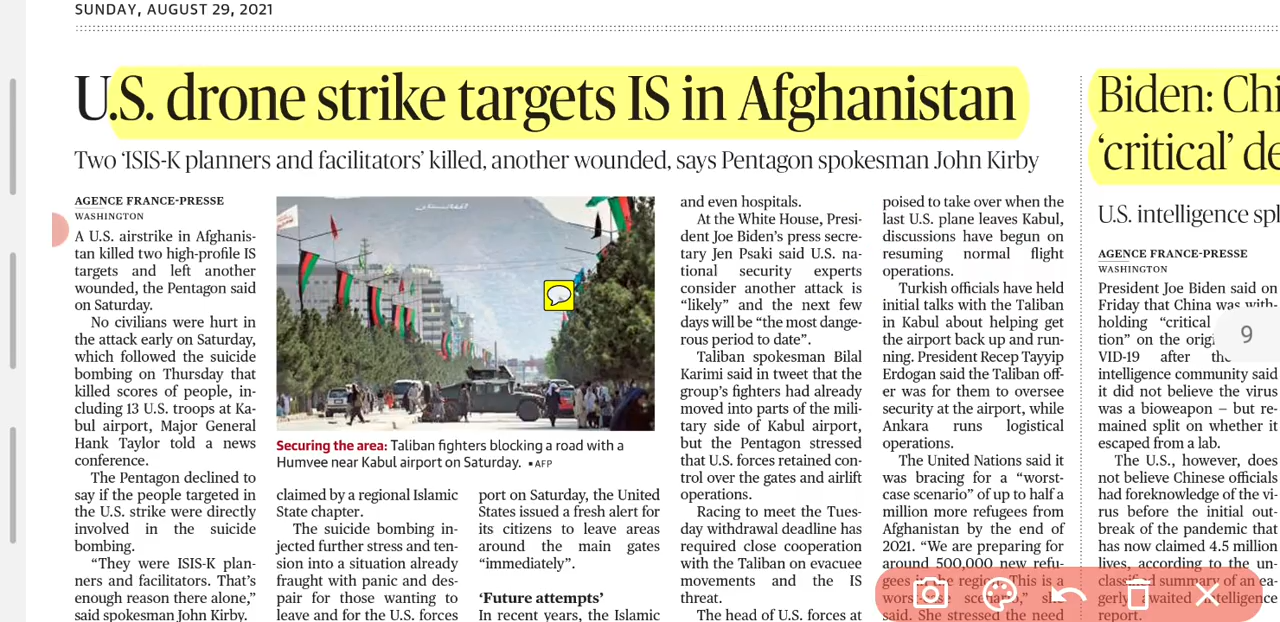 SUNDAY, AUGUST 29, 2021
U.S. drone strike targets IS in Afghanistan
Two ‘ISIS-K planners and facilitators’ killed, another wounded, says Pentagon spokesman John Kirby
AGENCE FRANCE-PRESSE
WASHINGTON
A U.S. airstrike in Afghanis-
tan killed two high-profile IS
targets and left another
wounded, the Pentagon said
on Saturday.
No civilians were hurt in
the attack early on Saturday,
which followed the suicide
bombing on Thursday that
killed scores of people, in-
cluding 13 U.S. troops at Ka-
bul airport, Major General
Hank Taylor told a news
conference.
The Pentagon declined to
say if the people targeted in
the U.S. strike were directly
involved in the suicide
bombing.
“They were ISIS-K plan-
ners and facilitators. That’s
enough reason there alone,”
said spokesman John Kirby.
Securing the area: Taliban fighters blocking a road with a
Humvee near Kabul airport on Saturday. ▪AFP
claimed by a regional Islamic
State chapter.
The suicide bombing in-
jected further stress and ten-
sion into a situation already
fraught with panic and des-
pair for those wanting to
leave and for the U.S. forces
port on Saturday, the United
States issued a fresh alert for
its citizens to leave areas
around the main gates
“immediately”.
‘Future attempts’
In recent years, the Islamic
and even hospitals.
At the White House, Presi-
dent Joe Biden’s press secre-
tary Jen Psaki said U.S. na-
tional security experts
consider another attack is
“likely” and the next few
days will be “the most dange-
rous period to date”.
Taliban spokesman Bilal
Karimi said in tweet that the
group’s fighters had already
moved into parts of the mili-
tary side of Kabul airport,
but the Pentagon stressed
that U.S. forces retained con-
trol over the gates and airlift
operations.
Racing to meet the Tues-
day withdrawal deadline has
required close cooperation
with the Taliban on evacuee
movements and the IS
threat.
The head of U.S. forces at
poised to take over when the
last U.S. plane leaves Kabul,
discussions have begun on
resuming normal flight
operations.
Turkish officials have held
initial talks with the Taliban
in Kabul about helping get
the airport back up and run-
ning. President Recep Tayyip
Erdogan said the Taliban off-
er was for them to oversee
security at the airport, while
Ankara runs logistical
operations.
The United Nations said it
was bracing for a “worst-
case scenario” of up to half a
million more refugees from
Afghanistan by the end of
2021. “We are preparing for
around 500,000 new refu-
gees in the region. This is a
worst-case scenario,” she
said. She stressed the need
Biden: Chi
‘critical’ de
U.S. intelligence spl
AGENCE FRANCE-PRESSE
WASHINGTON
President Joe Biden said on
Friday that China was with-
holding “critical
tion” on the orig
VID-19 after the
intelligence community said
it did not believe the virus
was a bioweapon – but re-
mained split on whether it
escaped from a lab.
The U.S., however, does
not believe Chinese officials
had foreknowledge of the vi-
rus before the initial out-
break of the pandemic that
has now claimed 4.5 million
lives, according to the un-
classified summary of an ea-
gerly awaited intelligence
report.
9